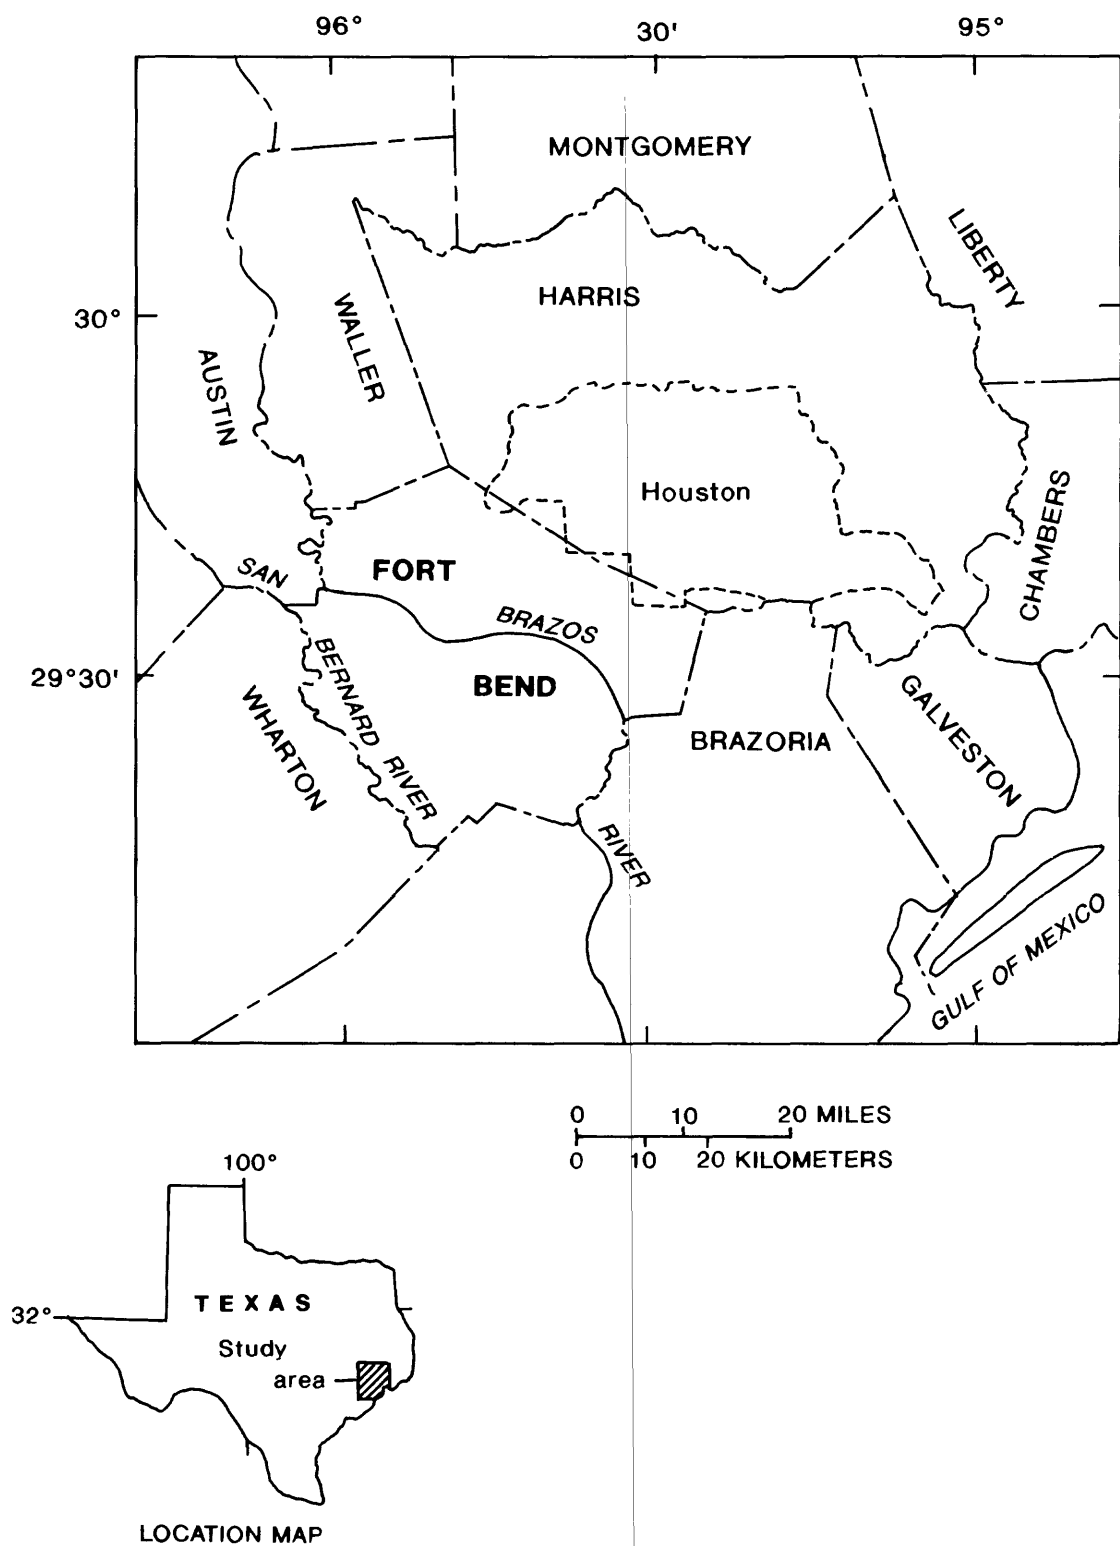 96° 30' 95°
MONTGOMERY
LIBERTY
HARRIS
30°
WALLER
AUSTIN
Houston
CHAMBERS
SAN
FORT
BRAZOS
29°30'
BERNARD RIVER
BEND
GALVESTON
WHARTON
BRAZORIA
RIVER
GULF OF MEXICO
0 10 20 MILES
0 10 20 KILOMETERS
100°
32°
TEXAS
Study
area
LOCATION MAP